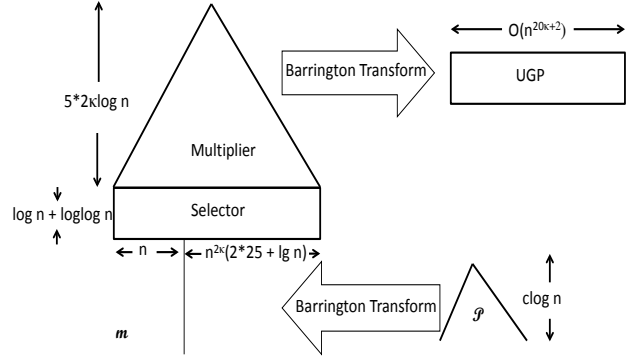 O(n^{20κ+2})
Barrington Transform
UGP
5*2κlog n
Multiplier
Selector
log n + loglog n
n
n^{2κ}(2*25 + lg n)
Barrington Transform
clog n
𝓟
m